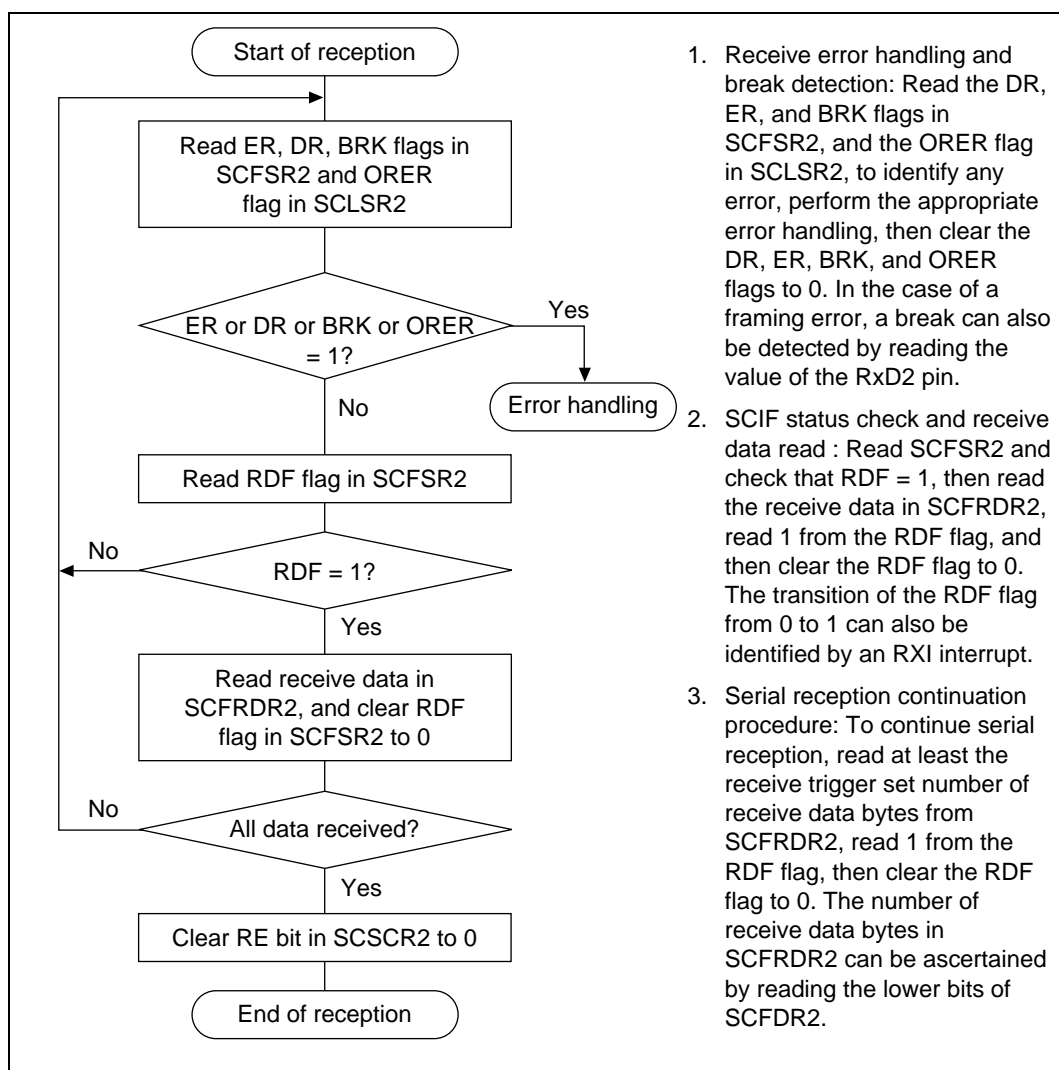 Start of reception
Read ER, DR, BRK flags in
SCFSR2 and ORER
flag in SCLSR2
ER or DR or BRK or ORER
= 1?
Yes
Error handling
No
Read RDF flag in SCFSR2
No
RDF = 1?
Yes
Read receive data in
SCFRDR2, and clear RDF
flag in SCFSR2 to 0
No
All data received?
Yes
Clear RE bit in SCSCR2 to 0
End of reception
1. Receive error handling and
break detection: Read the DR,
ER, and BRK flags in
SCFSR2, and the ORER flag
in SCLSR2, to identify any
error, perform the appropriate
error handling, then clear the
DR, ER, BRK, and ORER
flags to 0. In the case of a
framing error, a break can also
be detected by reading the
value of the RxD2 pin.
2. SCIF status check and receive
data read : Read SCFSR2 and
check that RDF = 1, then read
the receive data in SCFRDR2,
read 1 from the RDF flag, and
then clear the RDF flag to 0.
The transition of the RDF flag
from 0 to 1 can also be
identified by an RXI interrupt.
3. Serial reception continuation
procedure: To continue serial
reception, read at least the
receive trigger set number of
receive data bytes from
SCFRDR2, read 1 from the
RDF flag, then clear the RDF
flag to 0. The number of
receive data bytes in
SCFRDR2 can be ascertained
by reading the lower bits of
SCFDR2.